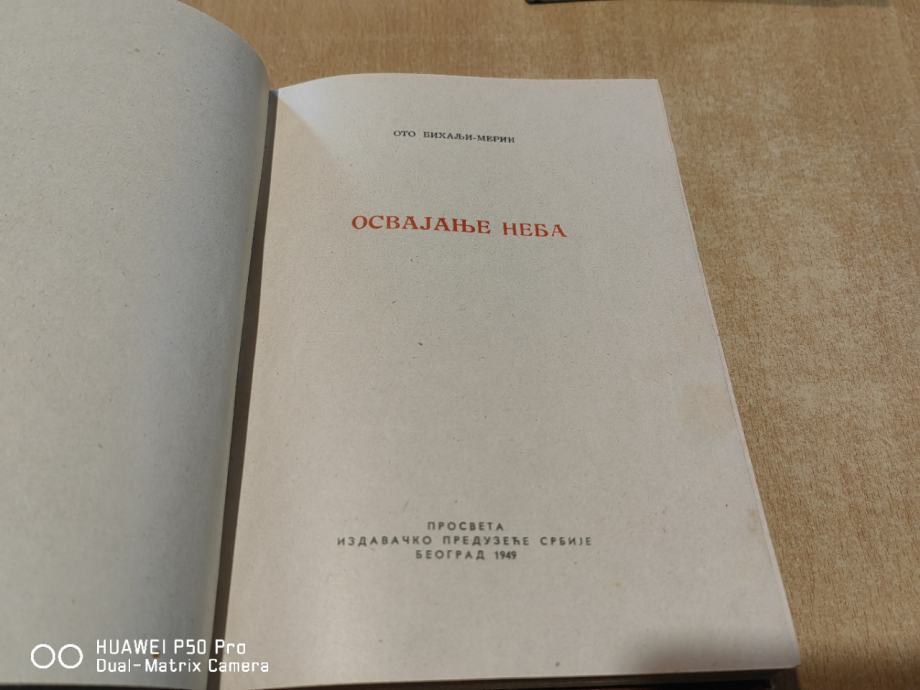 ОТО БИХАЉИ-МЕРИН
ОСВАЈАЊЕ НЕБА
ПРОСВЕТА
ИЗДАВАЧКО ПРЕДУЗЕЋЕ СРБИЈЕ
БЕОГРАД 1949
HUAWEI P50 Pro
Dual-Matrix Camera